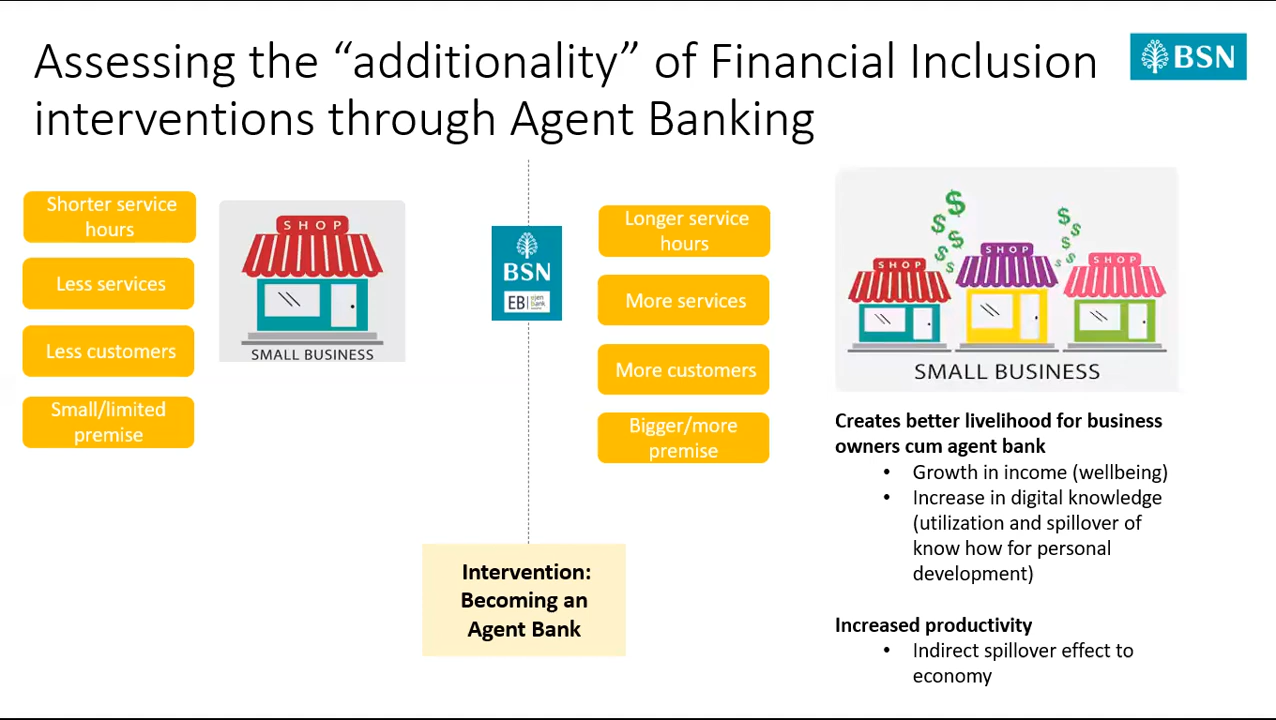 Assessing the “additionality” of Financial Inclusion
interventions through Agent Banking
BSN
Shorter service
hours
Less services
Less customers
Small/limited
premise
SHOP
SMALL BUSINESS
BSN
EB
ejen
bank
Longer service
hours
More services
More customers
Bigger/more
premise
SHOP
SHOP
SHOP
SMALL BUSINESS
Creates better livelihood for business
owners cum agent bank
• Growth in income (wellbeing)
• Increase in digital knowledge
(utilization and spillover of
know how for personal
development)
Increased productivity
• Indirect spillover effect to
economy
Intervention:
Becoming an
Agent Bank